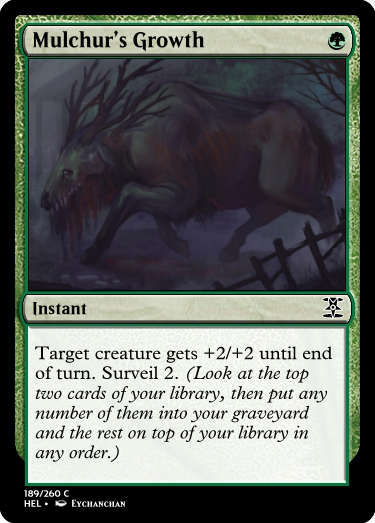 Mulchur's Growth
Instant
Target creature gets +2/+2 until end
of turn. Surveil 2. (Look at the top
two cards of your library, then put any
number of them into your graveyard
and the rest on top of your library in
any order.)
189/260 C
HEL • Eychanchan